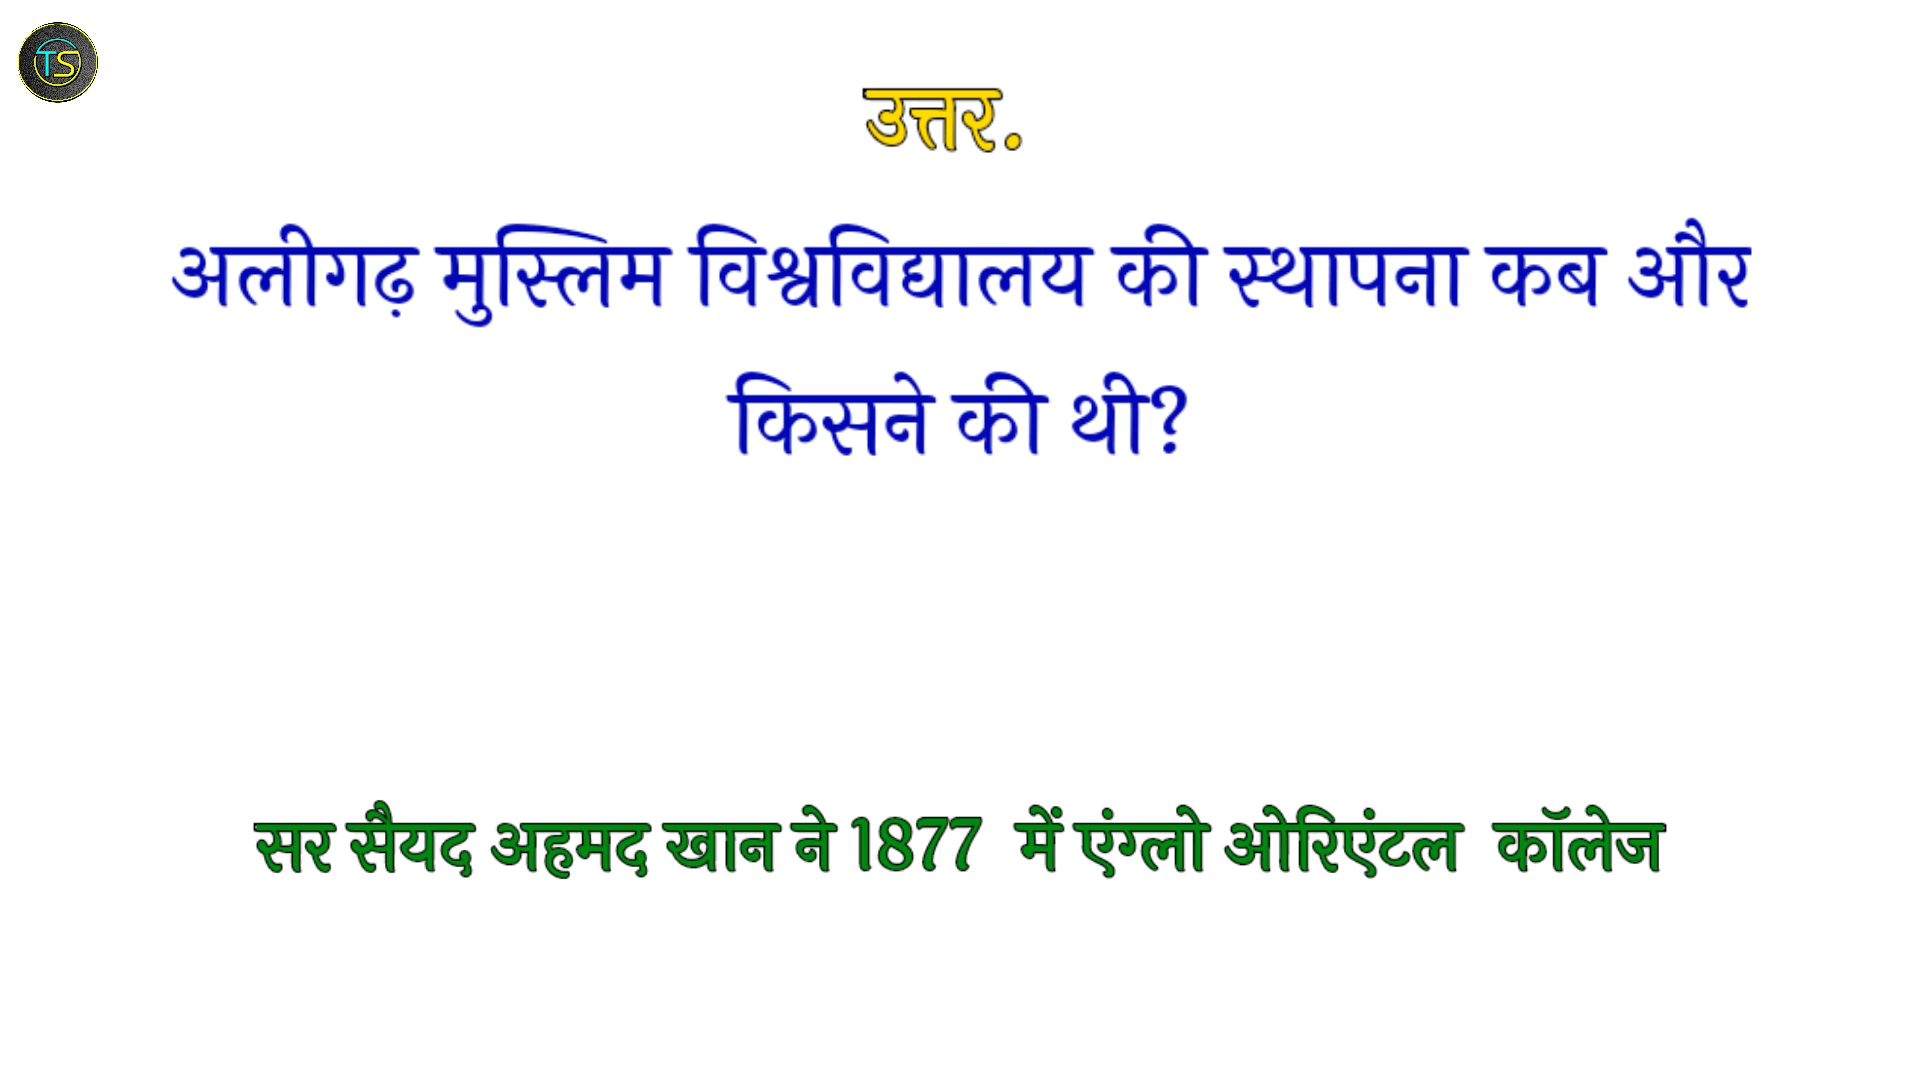 TS
उत्तर.
अलीगढ़ मुस्लिम विश्वविद्यालय की स्थापना कब और
किसने की थी?
सर सैयद अहमद खान ने 1877 में एंग्लो ओरिएंटल कॉलेज